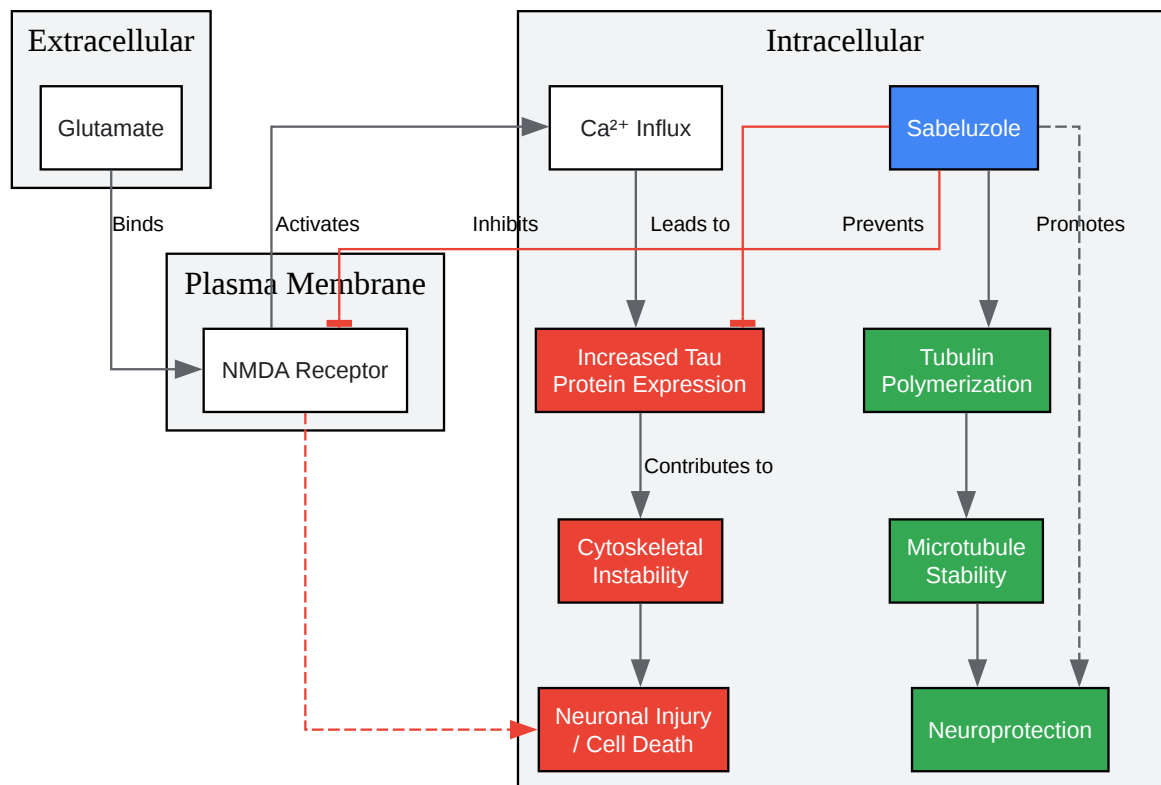 Extracellular
Intracellular
Glutamate
Ca²⁺ Influx
Sabeluzole
Binds
Activates
Inhibits
Leads to
Prevents
Promotes
Plasma Membrane
NMDA Receptor
Increased Tau
Protein Expression
Tubulin
Polymerization
Contributes to
Cytoskeletal
Instability
Microtubule
Stability
Neuronal Injury
/ Cell Death
Neuroprotection